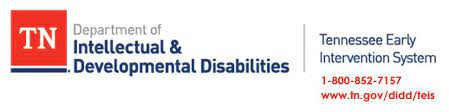 TN
Department of
Intellectual &
Developmental Disabilities
Tennessee Early
Intervention System
1-800-852-7157
www.tn.gov/didd/teis